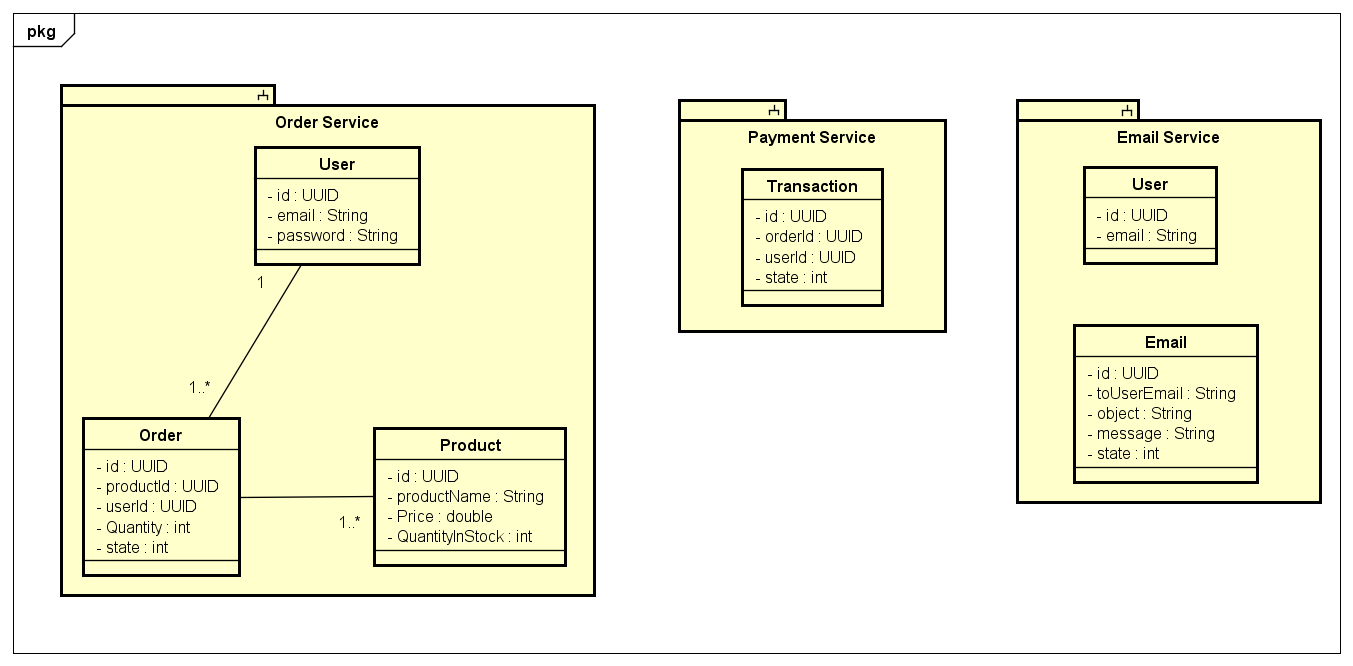 pkg
Order Service
User
- id : UUID
- email : String
- password : String
1
1..*
Order
- id : UUID
- productId : UUID
- userId : UUID
- Quantity : int
- state : int
1..*
Product
- id : UUID
- productName : String
- Price : double
- QuantityInStock : int
Payment Service
Transaction
- id : UUID
- orderId : UUID
- userId : UUID
- state : int
Email Service
User
- id : UUID
- email : String
Email
- id : UUID
- toUserEmail : String
- object : String
- message : String
- state : int